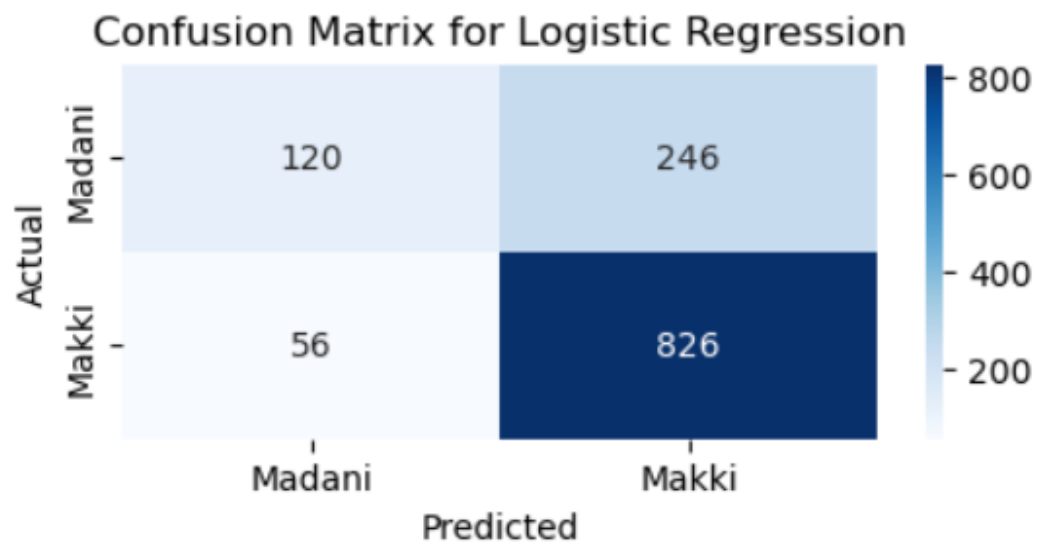 Confusion Matrix for Logistic Regression
Actual
Madani
120
246
Makki
56
826
Madani
Makki
Predicted
800
600
400
200